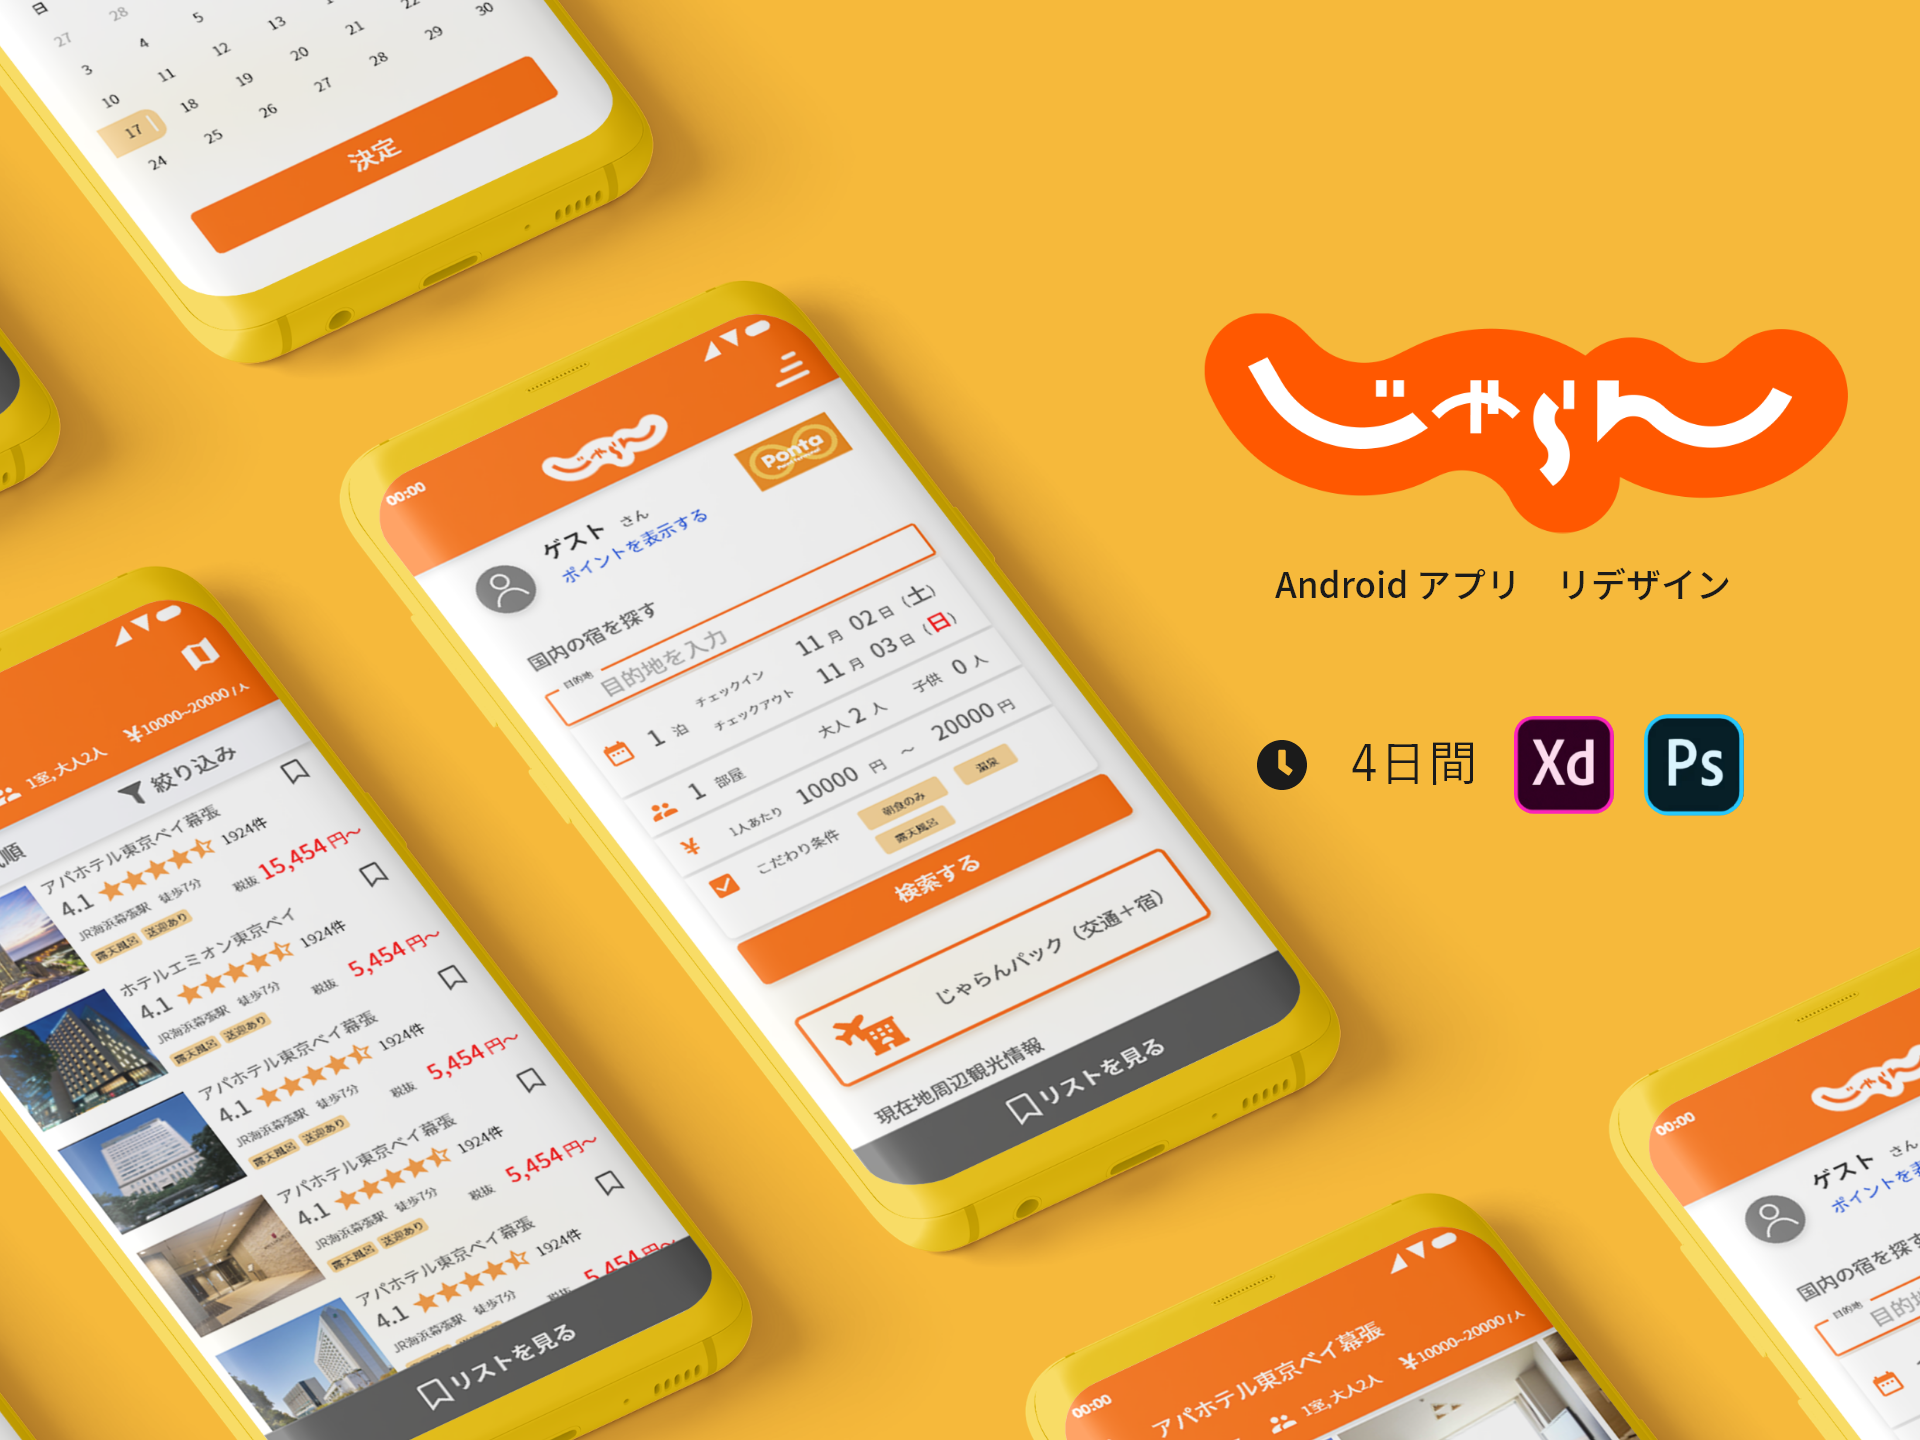 日
27 28
3 4 5
10 11 12 13
17 18 19 20 21 22
24 25 26 27 28 29 30
決定
00:00
じゃらん
Ponta
ゲスト さん
ポイントを表示する
国内の宿を探す
目的地
目的地を入力
1 泊
チェックイン 11 月 02 日 (土)
チェックアウト 11 月 03 日 (日)
1 部屋 大人 2 人 子供 0 人
¥ 1人あたり 10000 円 ～ 20000 円
こだわり条件 朝食のみ 温泉
露天風呂
検索する
じゃらんパック（交通＋宿）
現在地周辺観光情報
リストを見る
じゃらん
Android アプリ　リデザイン
4日間
Xd
Ps
1室,大人2人 ¥10000~20000/人
順
絞り込み
アパホテル東京ベイ幕張
4.1 1924件
JR海浜幕張駅 徒歩7分
税抜 15,454円～
露天風呂 送迎あり
ホテルエミオン東京ベイ
4.1 1924件
JR海浜幕張駅 徒歩7分
税抜 5,454円～
露天風呂 送迎あり
アパホテル東京ベイ幕張
4.1 1924件
JR海浜幕張駅 徒歩7分
税抜 5,454円～
露天風呂 送迎あり
アパホテル東京ベイ幕張
4.1 1924件
JR海浜幕張駅 徒歩7分
税抜 5,454円～
露天風呂 送迎あり
アパホテル東京ベイ幕張
4.1 1924件
JR海浜幕張駅 徒歩7分
税抜 5,454円～
リストを見る
00:00
アパホテル東京ベイ幕張
1室,大人2人 ¥10000~20000/人
00:00
じゃらん
ゲスト さん
ポイントを表
国内の宿を探す
目的地
目的地